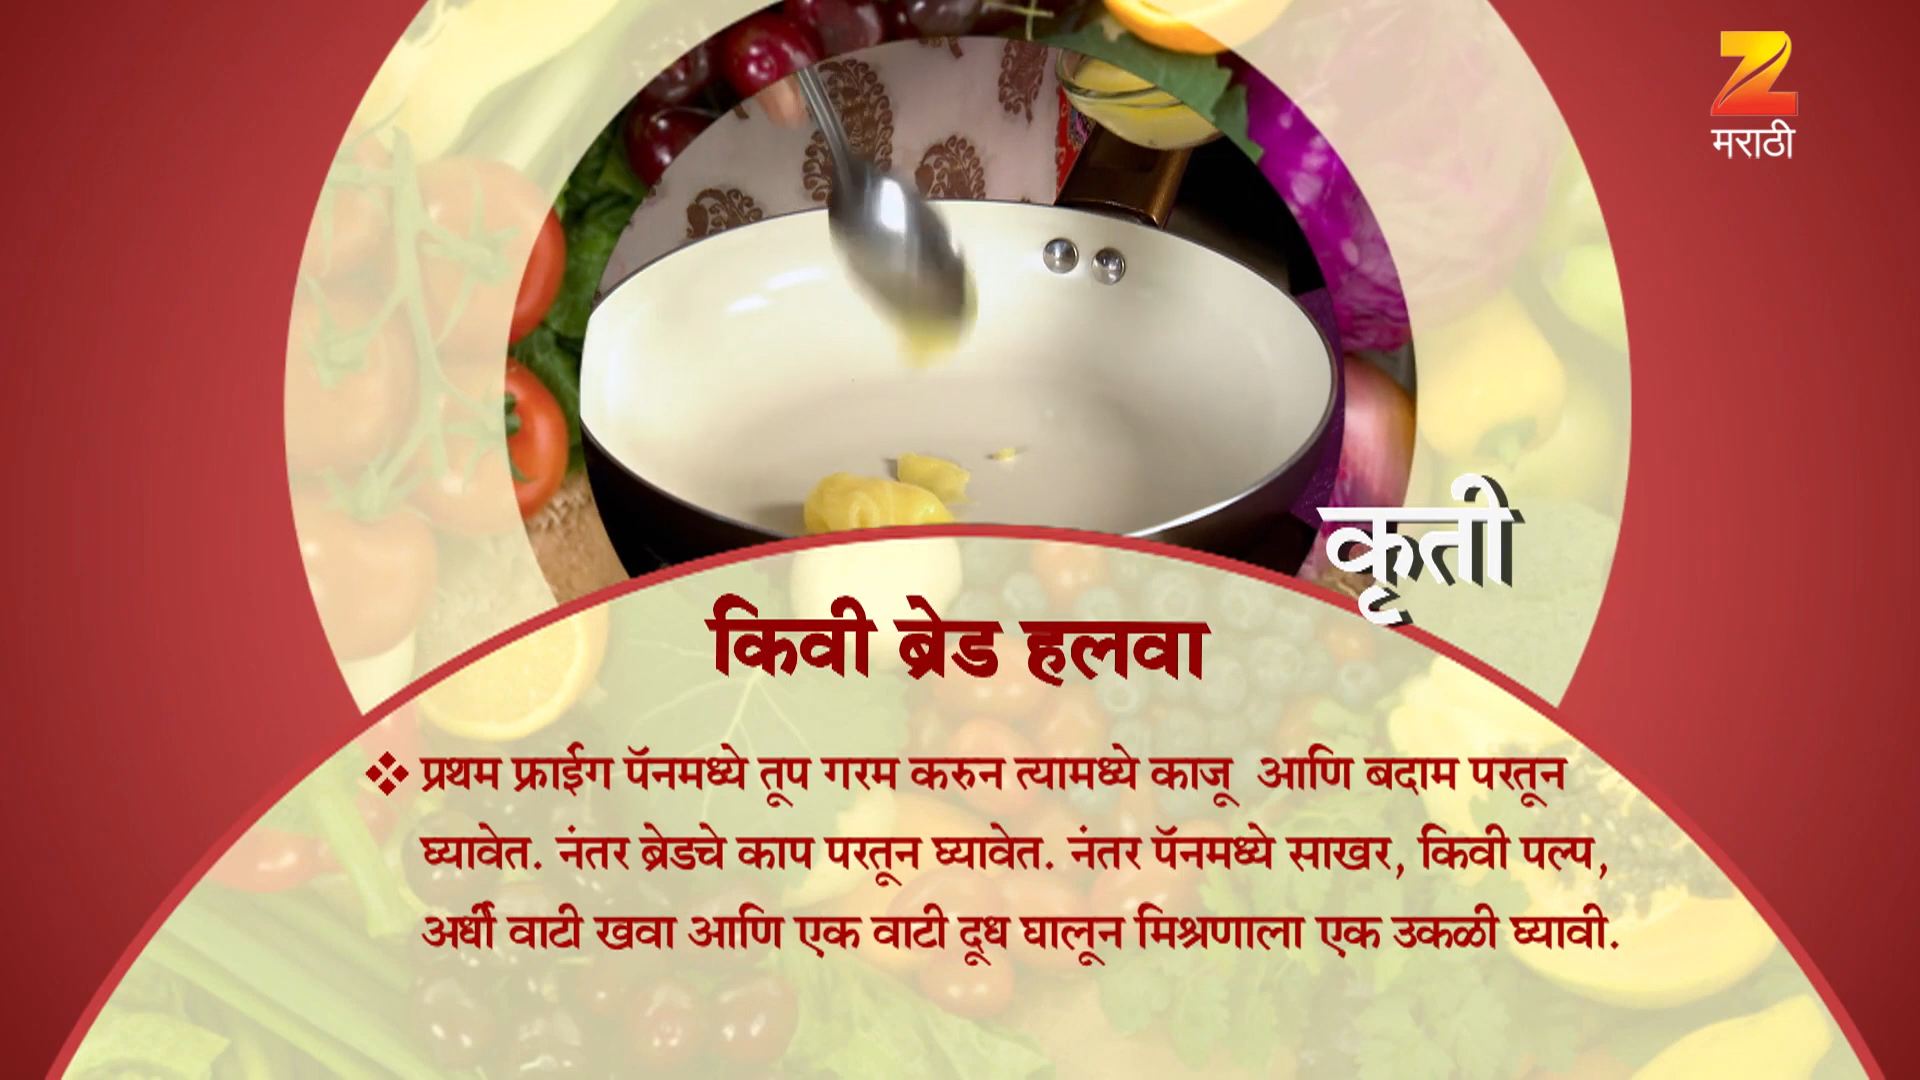 Z
मराठी
कृती
किवी ब्रेड हलवा
❖ प्रथम फ्राईग पॅनमध्ये तूप गरम करुन त्यामध्ये काजू आणि बदाम परतून
घ्यावेत. नंतर ब्रेडचे काप परतून घ्यावेत. नंतर पॅनमध्ये साखर, किवी पल्प,
अर्धी वाटी खवा आणि एक वाटी दूध घालून मिश्रणाला एक उकळी घ्यावी.